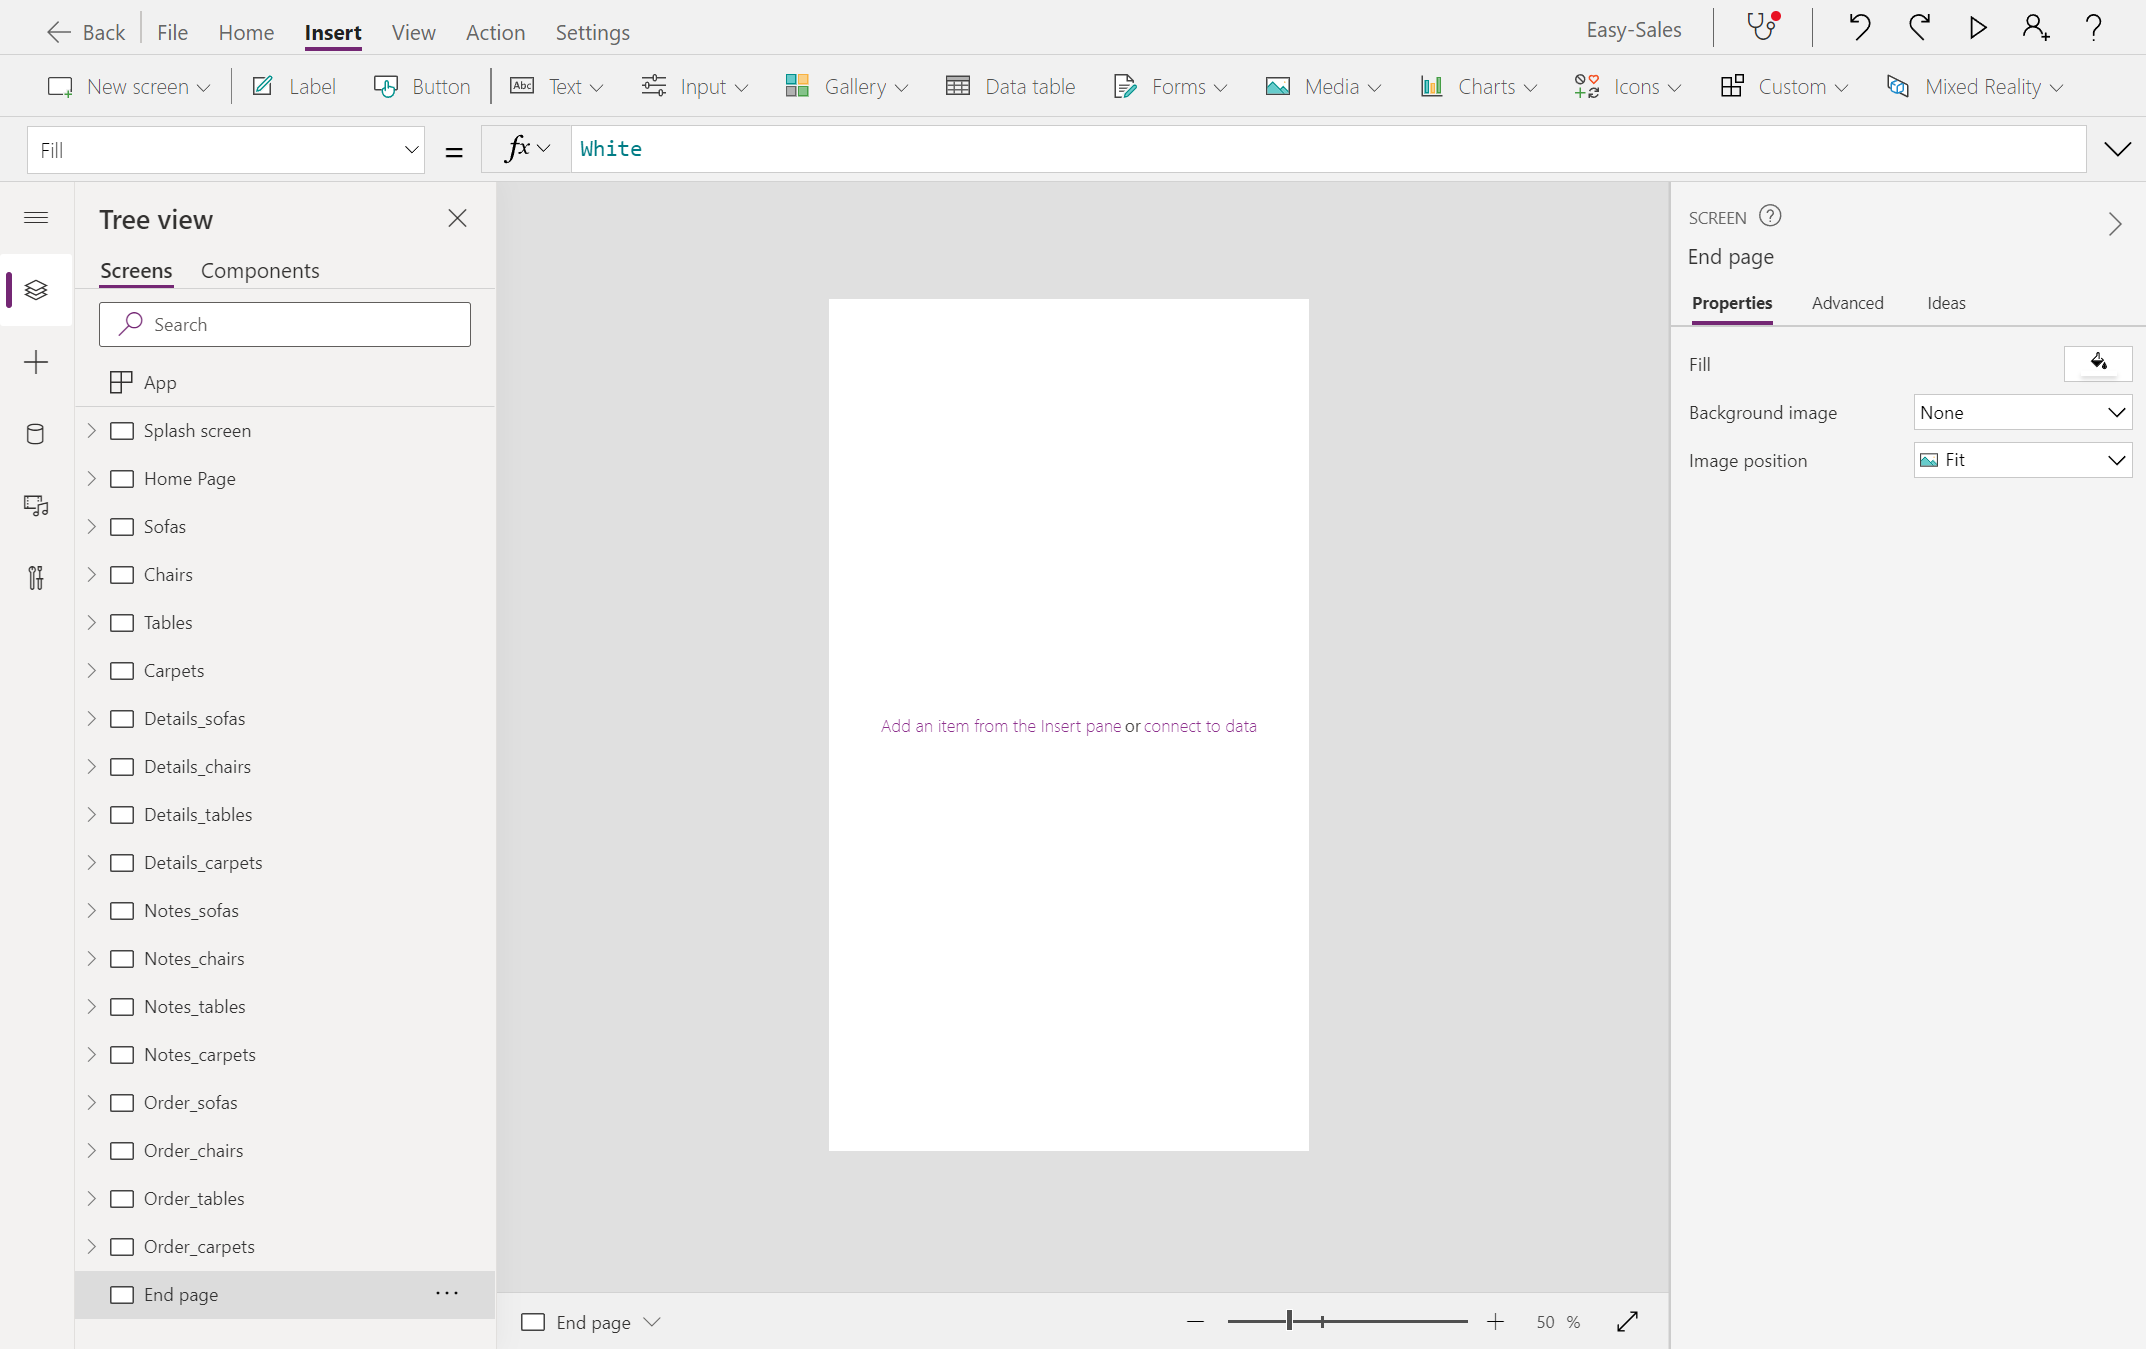 Back File Home Insert View Action Settings Easy-Sales
New screen Label Button Abc Text Input Gallery Data table Forms Media Charts Icons Custom Mixed Reality
Fill = fx White
Tree view
Screens Components
Search
App
Splash screen
Home Page
Sofas
Chairs
Tables
Carpets
Details_sofas
Details_chairs
Details_tables
Details_carpets
Notes_sofas
Notes_chairs
Notes_tables
Notes_carpets
Order_sofas
Order_chairs
Order_tables
Order_carpets
End page ...
Add an item from the Insert pane or connect to data
End page 50 %
SCREEN
End page
Properties Advanced Ideas
Fill
Background image None
Image position Fit